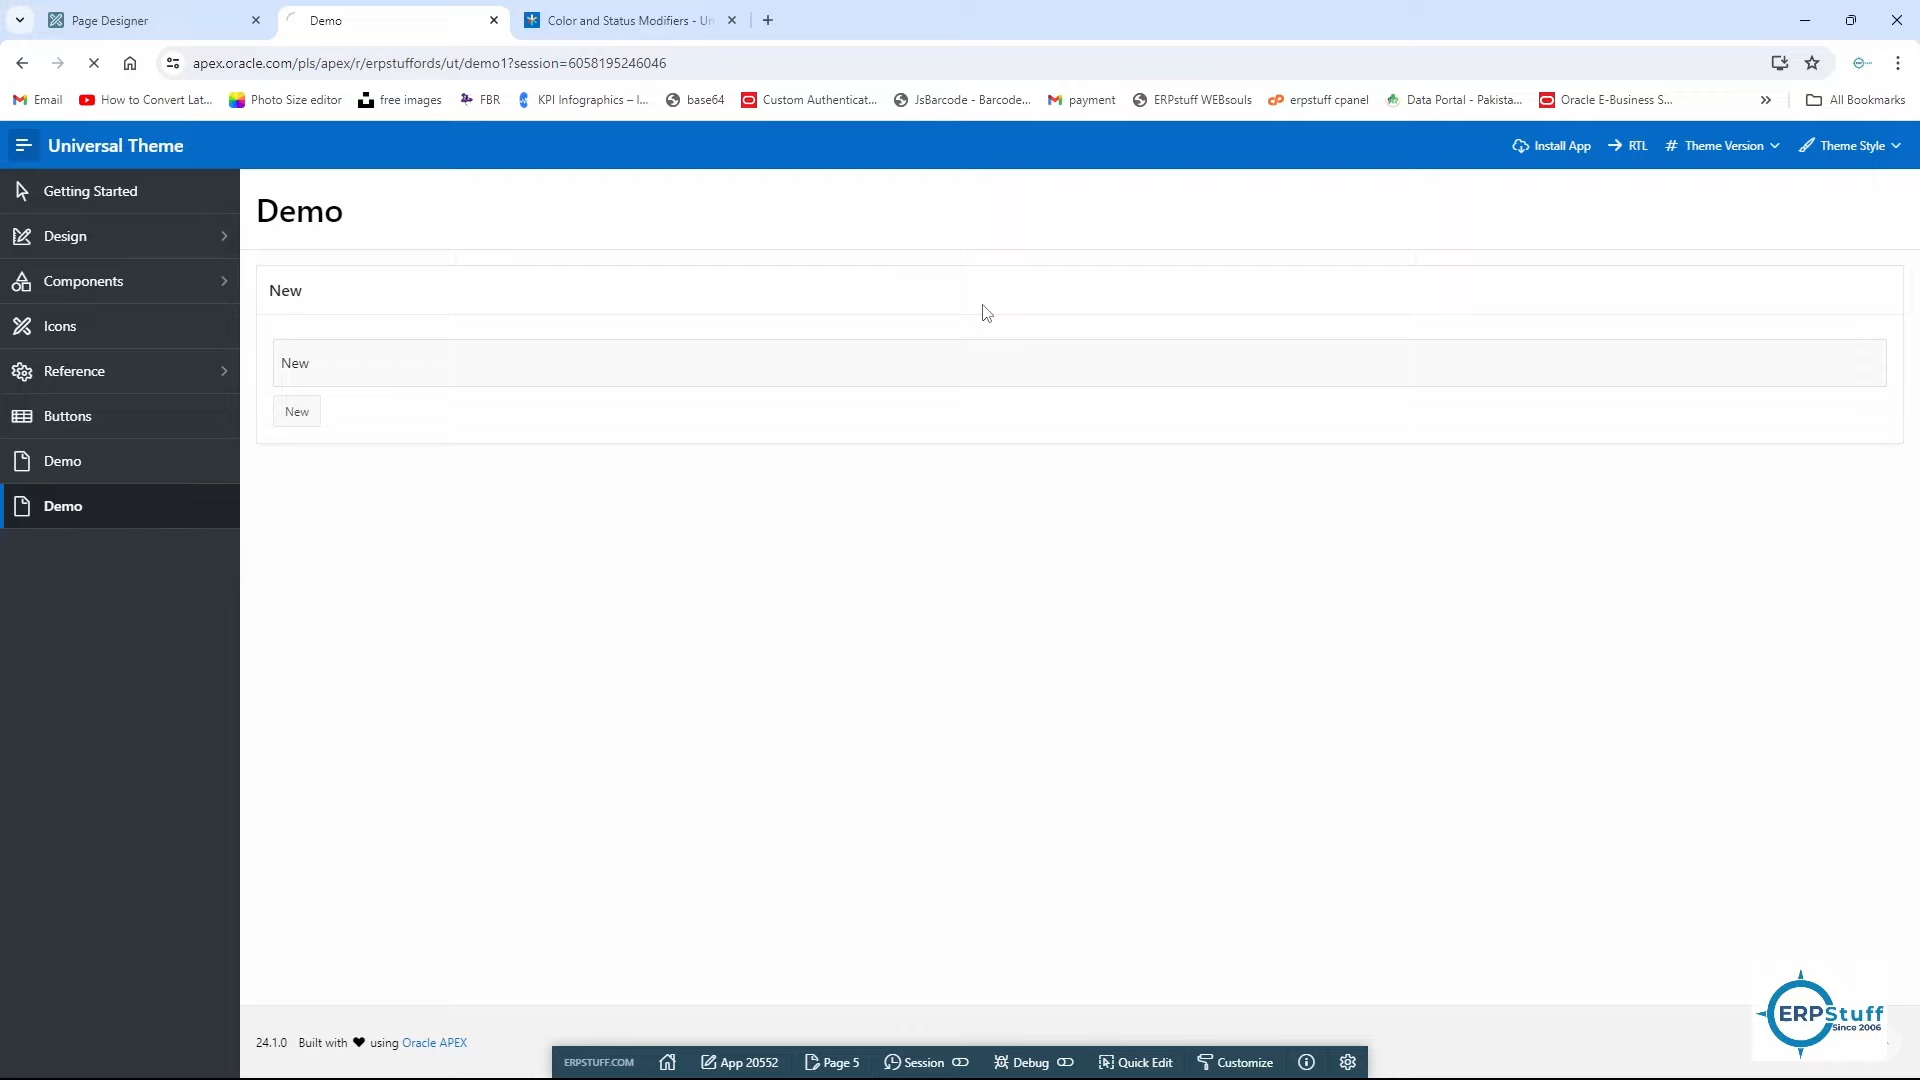 Page Designer
Demo
Color and Status Modifiers - Un
apex.oracle.com/pls/apex/r/erpstuffords/ut/demo1?session=6058195246046
Email
How to Convert Lat...
Photo Size editor
free images
FBR
KPI Infographics – I...
base64
Custom Authenticat...
JsBarcode - Barcode...
payment
ERPstuff WEBsouls
erpstuff cpanel
Data Portal - Pakista...
Oracle E-Business S...
All Bookmarks
Universal Theme
Install App
RTL
Theme Version
Theme Style
Getting Started
Design
Components
Icons
Reference
Buttons
Demo
Demo
Demo
New
New
New
24.1.0 Built with ❤ using Oracle APEX
ERPSTUFF.COM
App 20552
Page 5
Session
Debug
Quick Edit
Customize
ERPStuff
Since 2006